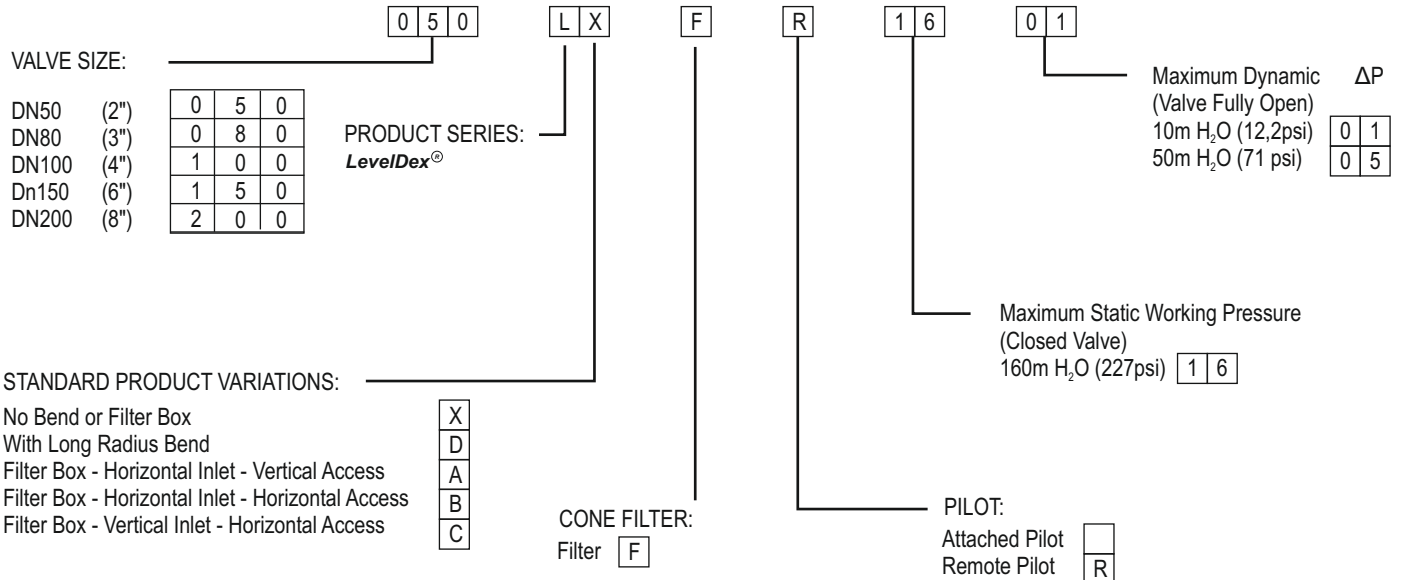 0 5 0 L X F R 1 6 0 1
VALVE SIZE:
DN50 (2") 0 5 0
DN80 (3") 0 8 0
DN100 (4") 1 0 0
Dn150 (6") 1 5 0
DN200 (8") 2 0 0
PRODUCT SERIES:
LevelDex®
Maximum Dynamic ΔP
(Valve Fully Open)
10m H₂O (12,2psi) 0 1
50m H₂O (71 psi) 0 5
Maximum Static Working Pressure
(Closed Valve)
160m H₂O (227psi) 1 6
STANDARD PRODUCT VARIATIONS:
No Bend or Filter Box X
With Long Radius Bend D
Filter Box - Horizontal Inlet - Vertical Access A
Filter Box - Horizontal Inlet - Horizontal Access B
Filter Box - Vertical Inlet - Horizontal Access C
CONE FILTER:
Filter F
PILOT:
Attached Pilot
Remote Pilot R